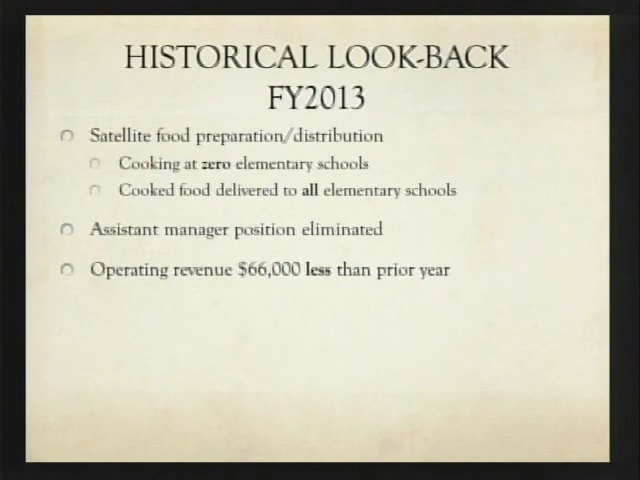 HISTORICAL LOOK-BACK
FY2013
Satellite food preparation/distribution
Cooking at zero elementary schools
Cooked food delivered to all elementary schools
Assistant manager position eliminated
Operating revenue $66,000 less than prior year